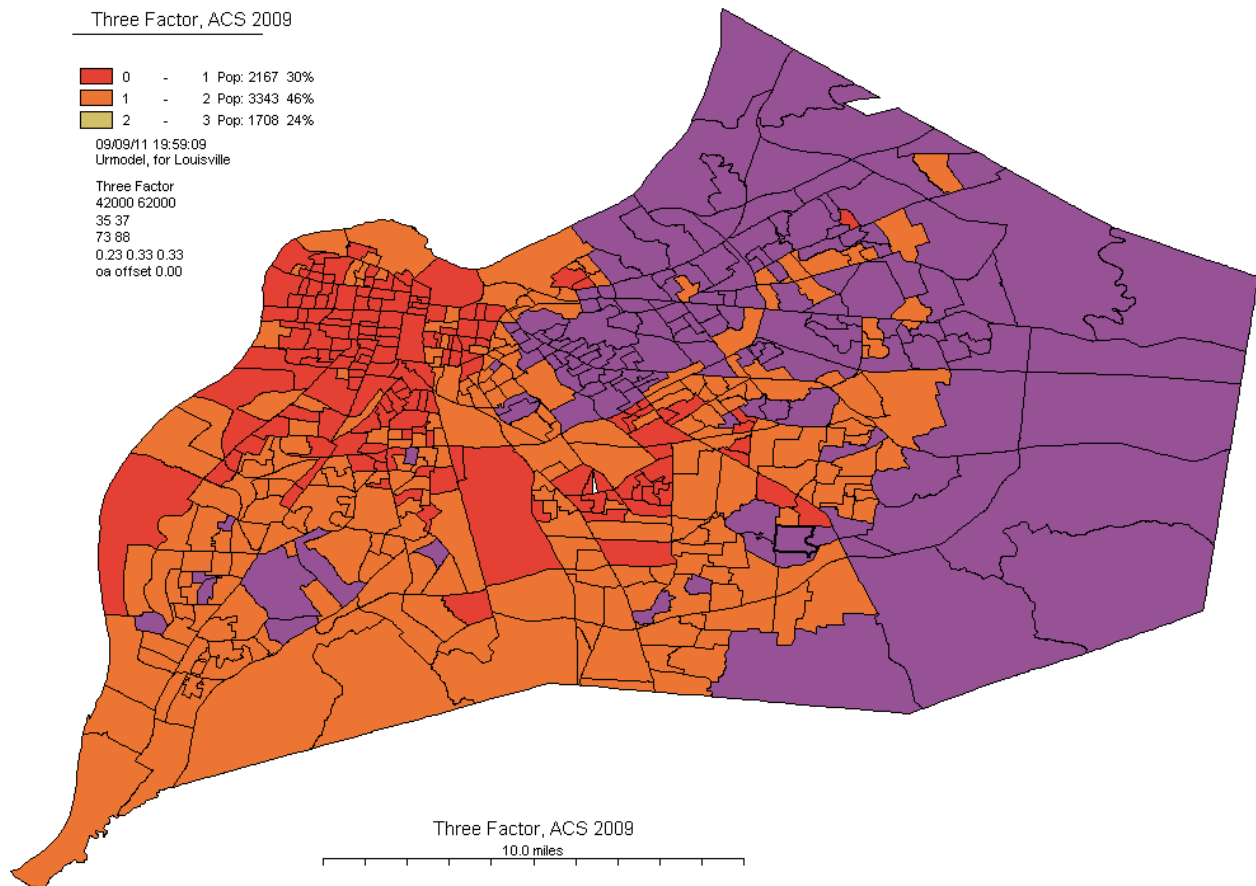 Three Factor, ACS 2009
0 - 1 Pop: 2167 30%
1 - 2 Pop: 3343 46%
2 - 3 Pop: 1708 24%
09/09/11 19:59:09
Urmodel, for Louisville
Three Factor
42000 62000
35 37
73 88
0.23 0.33 0.33
oa offset 0.00
Three Factor, ACS 2009
10.0 miles